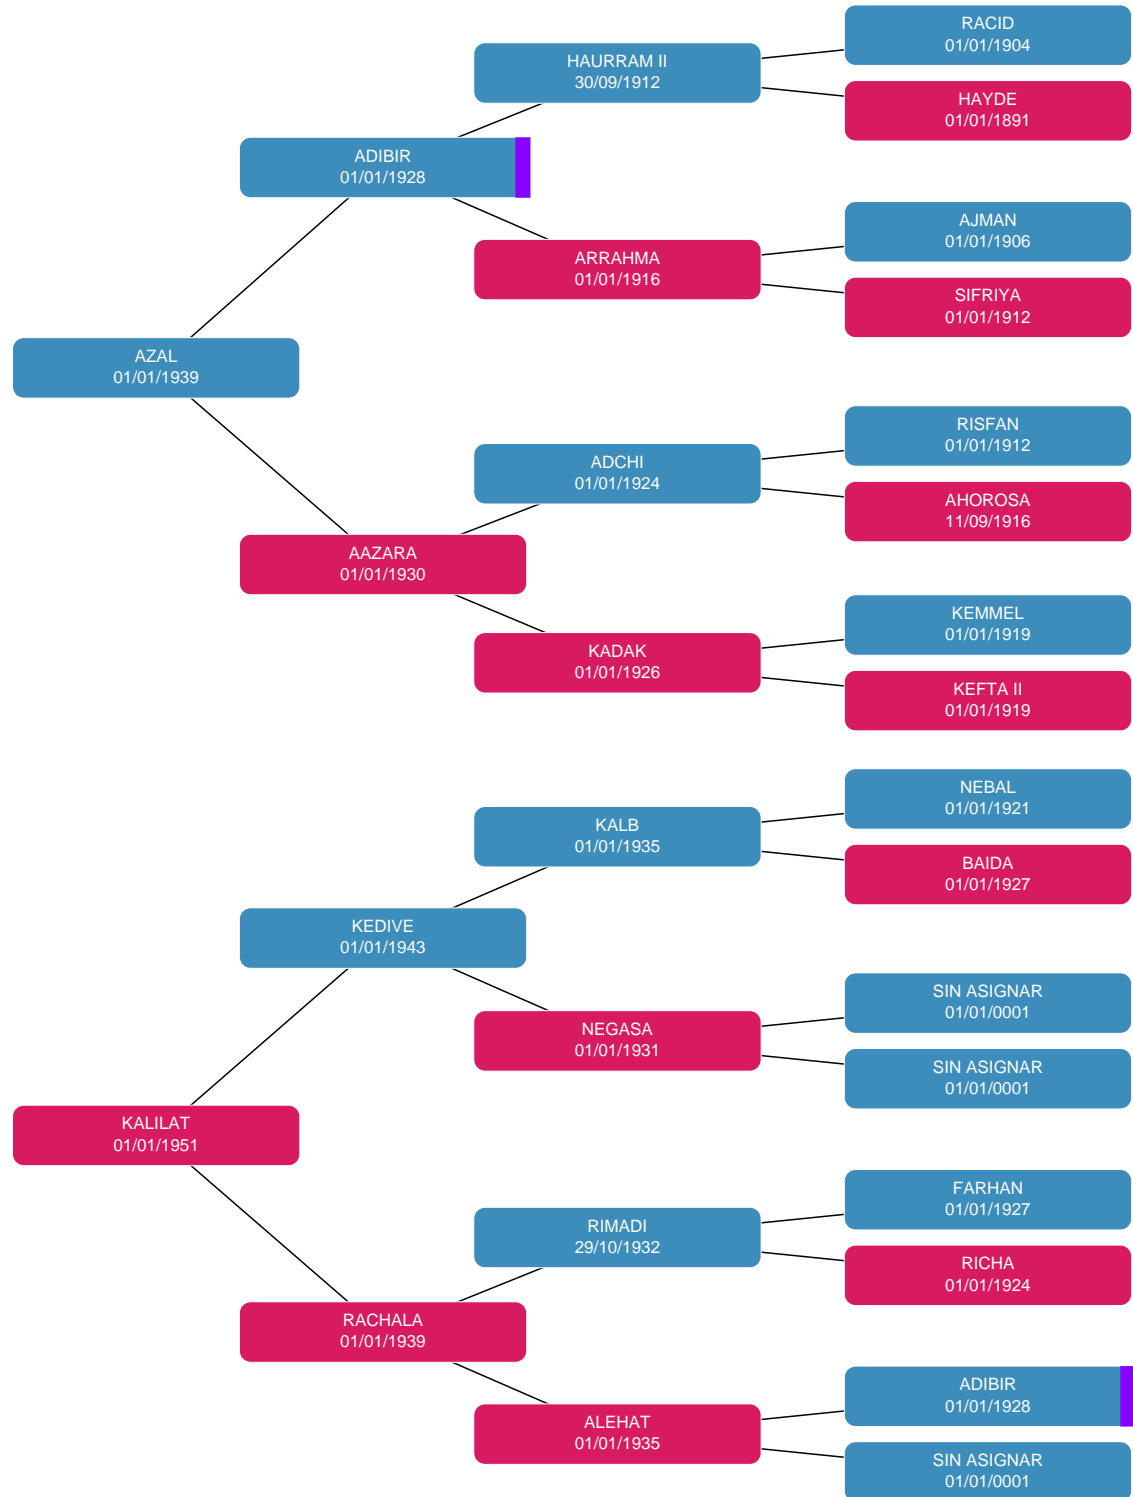 RACID
01/01/1904
HAURRAM II
30/09/1912
HAYDE
01/01/1891
ADIBIR
01/01/1928
AJMAN
01/01/1906
ARRAHMA
01/01/1916
SIFRIYA
01/01/1912
AZAL
01/01/1939
RISFAN
01/01/1912
ADCHI
01/01/1924
AHOROSA
11/09/1916
AAZARA
01/01/1930
KEMMEL
01/01/1919
KADAK
01/01/1926
KEFTA II
01/01/1919
NEBAL
01/01/1921
KALB
01/01/1935
BAIDA
01/01/1927
KEDIVE
01/01/1943
SIN ASIGNAR
01/01/0001
NEGASA
01/01/1931
SIN ASIGNAR
01/01/0001
KALILAT
01/01/1951
FARHAN
01/01/1927
RIMADI
29/10/1932
RICHA
01/01/1924
RACHALA
01/01/1939
ADIBIR
01/01/1928
ALEHAT
01/01/1935
SIN ASIGNAR
01/01/0001